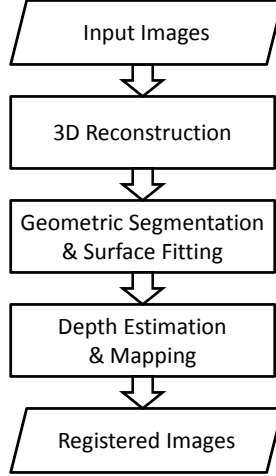 Input Images
3D Reconstruction
Geometric Segmentation
& Surface Fitting
Depth Estimation
& Mapping
Registered Images